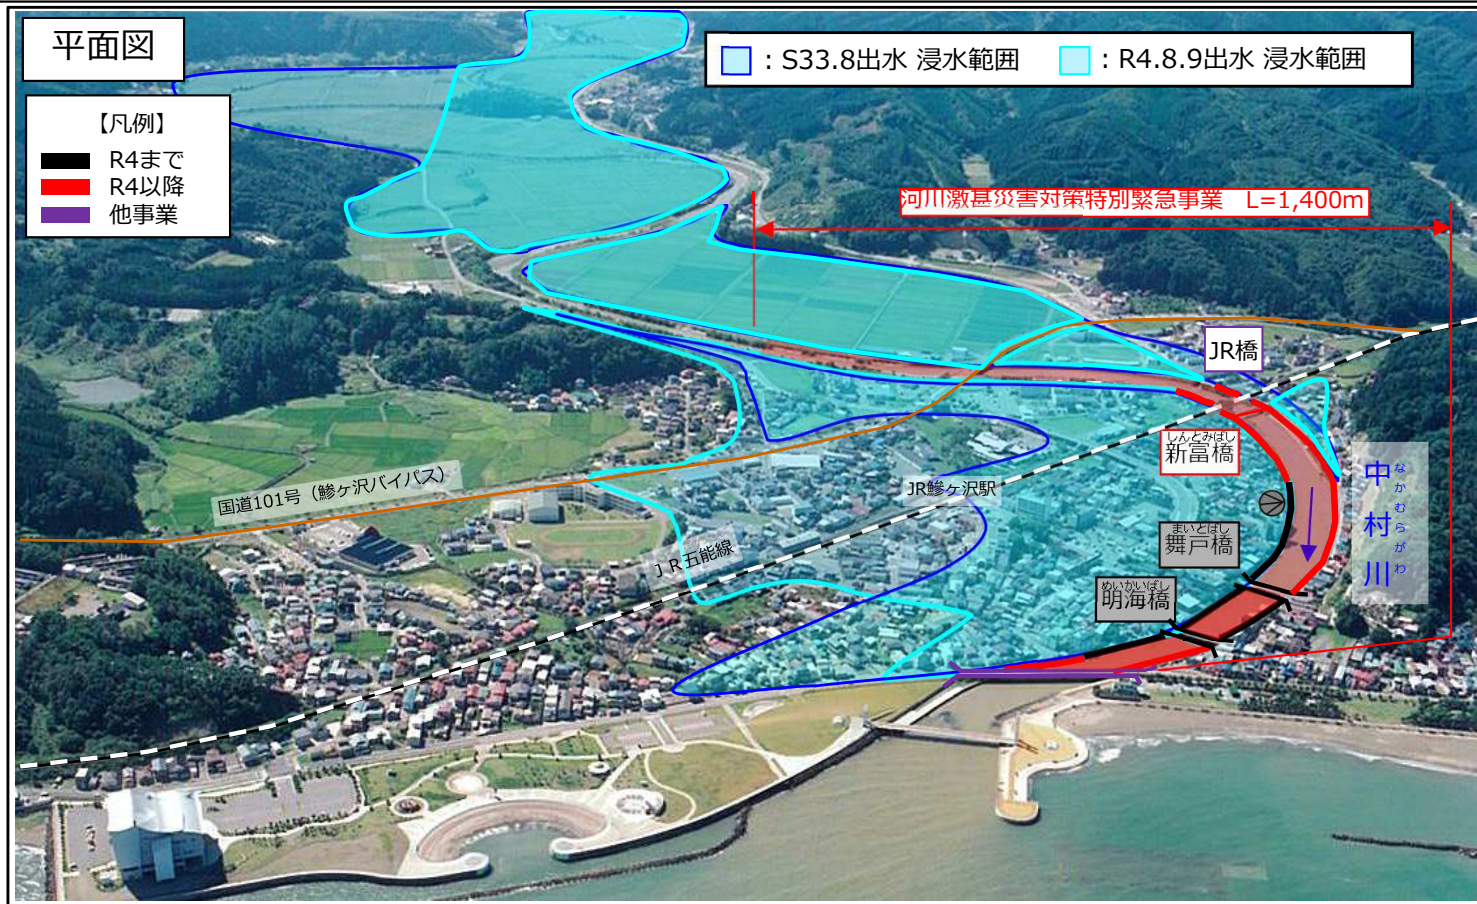 平面図
：S33.8出水 浸水範囲
：R4.8.9出水 浸水範囲
【凡例】
R4まで
R4以降
他事業
河川激甚災害対策特別緊急事業　L=1,400m
JR橋
しんとみばし
新富橋
国道101号（鰺ヶ沢バイパス）
JR鰺ヶ沢駅
ＪＲ五能線
まいとばし
舞戸橋
めいかいばし
明海橋
中村川
なかむらがわ